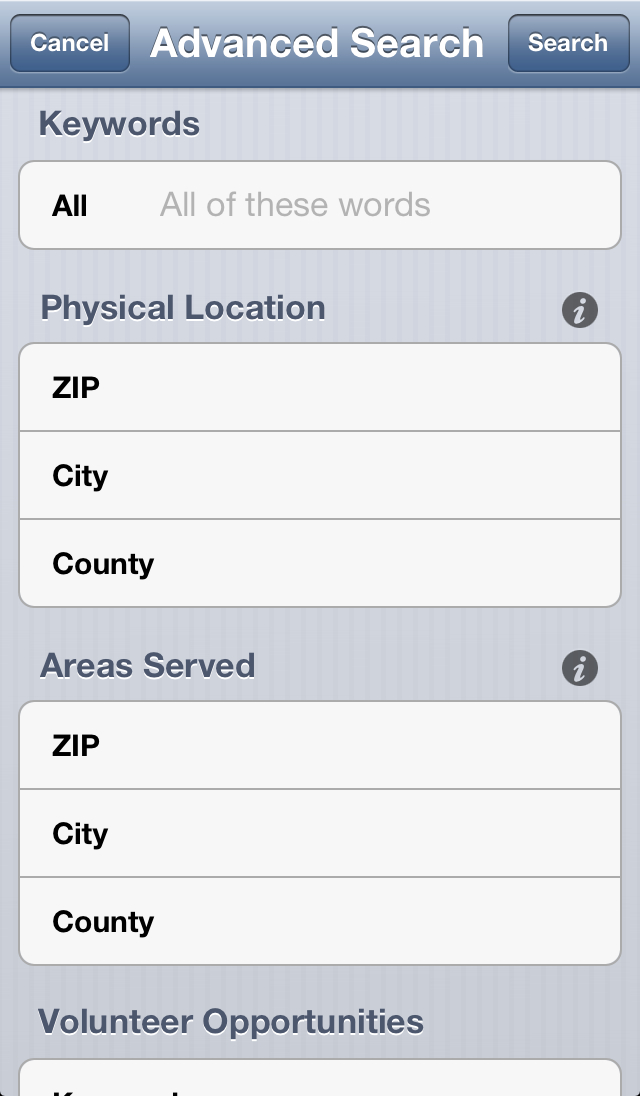 Cancel Advanced Search Search
Keywords
All All of these words
Physical Location i
ZIP
City
County
Areas Served i
ZIP
City
County
Volunteer Opportunities